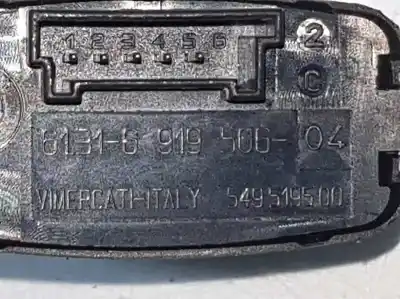 1 2 3 4 5 6
2
C
6131-6 919 506- 04
VIMERCATI-ITALY 549519500